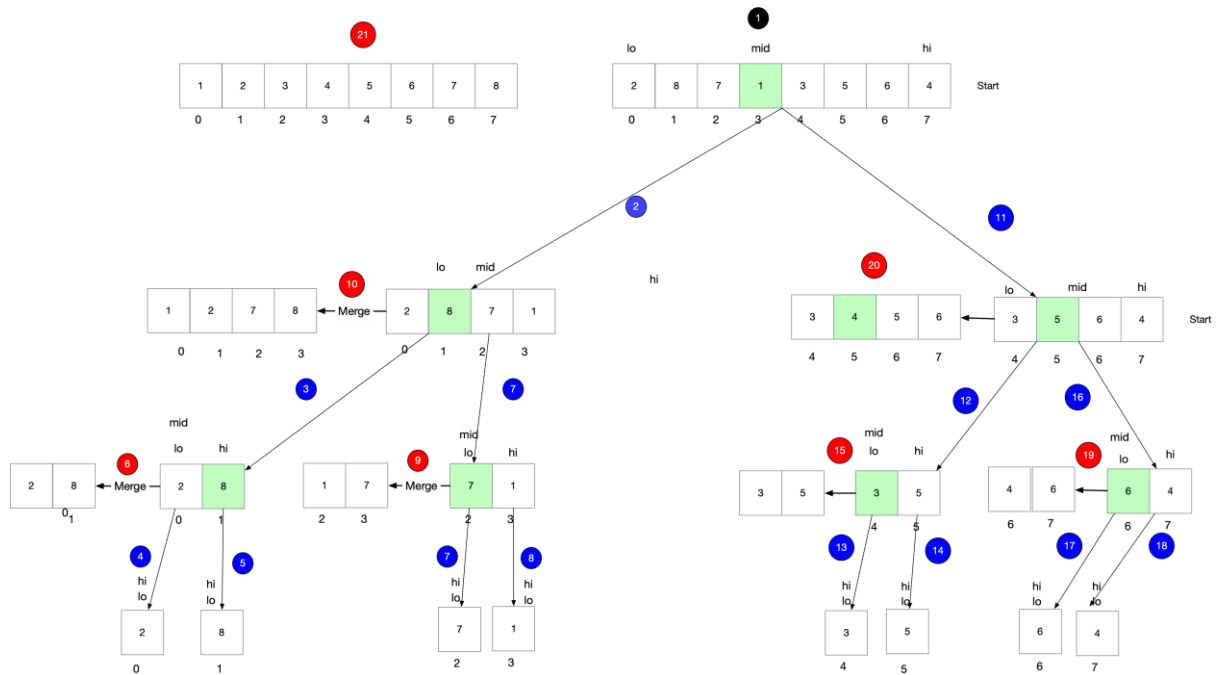 21 1
lo mid hi
1 2 3 4 5 6 7 8 2 8 7 1 3 5 6 4 Start
0 1 2 3 4 5 6 7 0 1 2 3 4 5 6 7
2 11
10 lo mid hi 20 lo mid hi
1 2 7 8 Merge 2 8 7 1 3 4 5 6 3 5 6 4 Start
0 1 2 3 0 1 2 3 4 5 6 7 4 5 6 7
3 7 12 16
mid mid mid mid
6 lo hi 9 lo hi 15 lo hi 19 lo hi
2 8 Merge 2 8 1 7 Merge 7 1 3 5 3 5 4 6 6 4
0 1 0 1 2 3 2 3 4 5 6 7 6 7
4 5 7 8 13 14 17 18
hi hi hi hi hi hi hi hi
lo lo lo lo lo lo lo lo
2 8 7 1 3 5 6 4
0 1 2 3 4 5 6 7